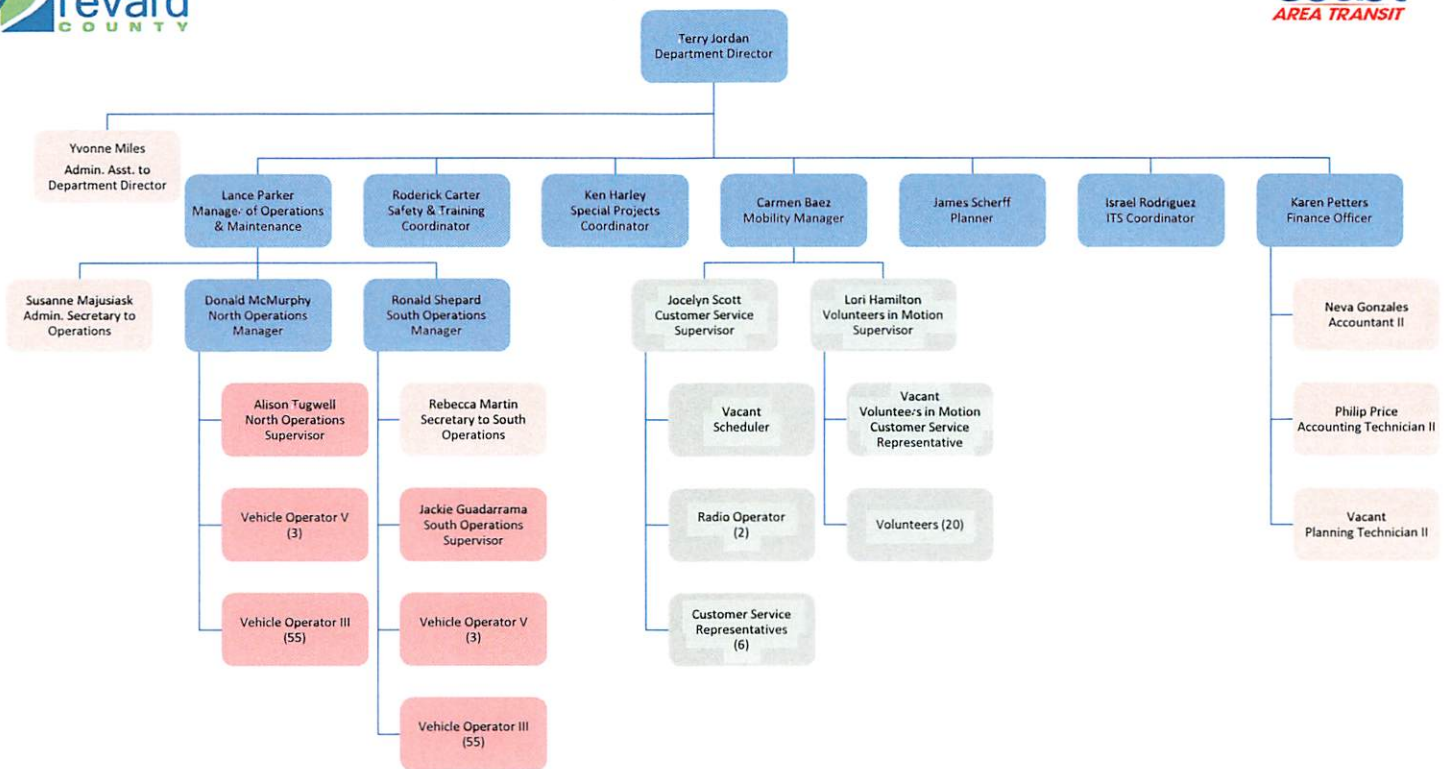 revard
COUNTY
AREA TRANSIT
Terry Jordan
Department Director
Yvonne Miles
Admin. Asst. to
Department Director
Lance Parker
Manager of Operations
& Maintenance
Roderick Carter
Safety & Training
Coordinator
Ken Harley
Special Projects
Coordinator
Carmen Baez
Mobility Manager
James Scherff
Planner
Israel Rodriguez
ITS Coordinator
Karen Petters
Finance Officer
Susanne Majusiask
Admin. Secretary to
Operations
Donald McMurphy
North Operations
Manager
Ronald Shepard
South Operations
Manager
Jocelyn Scott
Customer Service
Supervisor
Lori Hamilton
Volunteers in Motion
Supervisor
Neva Gonzales
Accountant II
Alison Tugwell
North Operations
Supervisor
Rebecca Martin
Secretary to South
Operations
Vacant
Scheduler
Vacant
Volunteers in Motion
Customer Service
Representative
Philip Price
Accounting Technician II
Vehicle Operator V
(3)
Jackie Guadarrama
South Operations
Supervisor
Radio Operator
(2)
Volunteers (20)
Vacant
Planning Technician II
Vehicle Operator III
(55)
Vehicle Operator V
(3)
Customer Service
Representatives
(6)
Vehicle Operator III
(55)